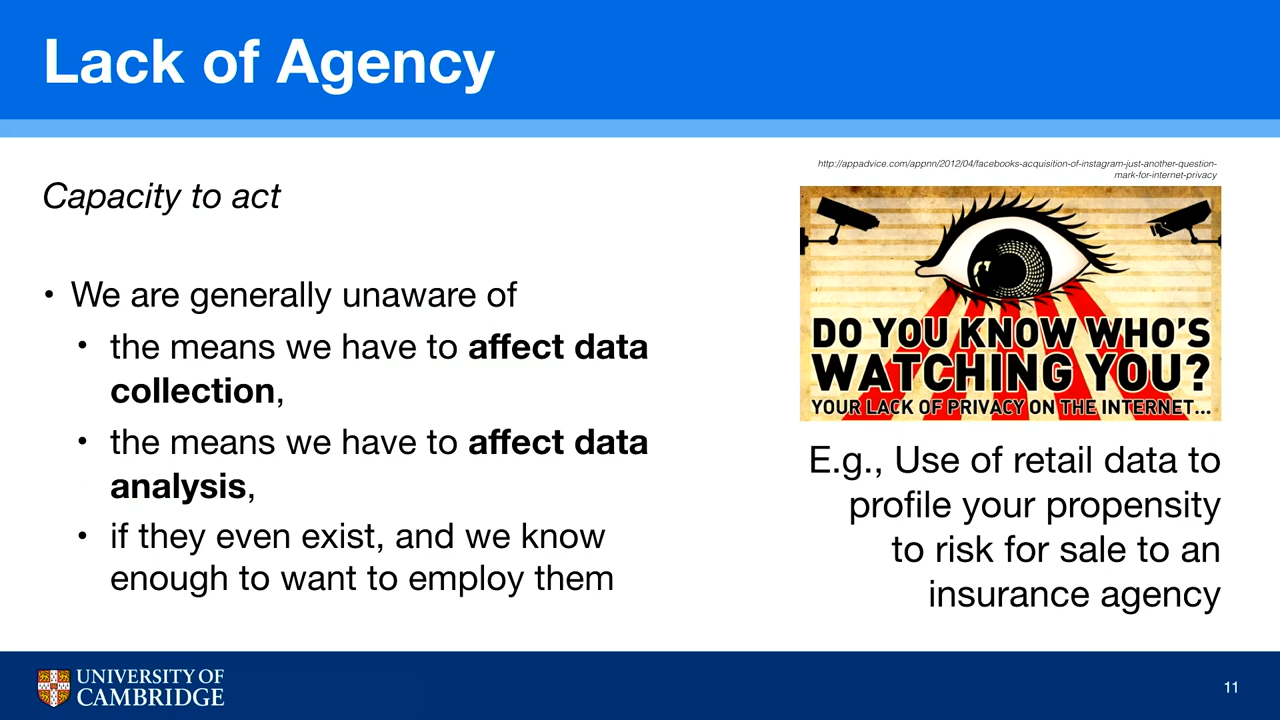 Lack of Agency
Capacity to act
• We are generally unaware of
• the means we have to affect data
collection,
• the means we have to affect data
analysis,
• if they even exist, and we know
enough to want to employ them
http://appadvice.com/appnn/2012/04/facebooks-acquisition-of-instagram-just-another-question-
mark-for-internet-privacy
DO YOU KNOW WHO'S
WATCHING YOU?
YOUR LACK OF PRIVACY ON THE INTERNET...
E.g., Use of retail data to
profile your propensity
to risk for sale to an
insurance agency
UNIVERSITY OF
CAMBRIDGE
11